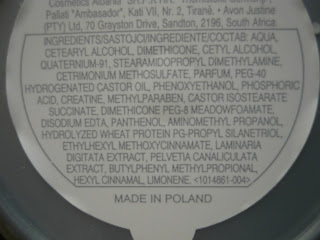 Cosmetics Albania
Pallati "Ambasador", Kati VII, Nr. 2, Tiranë. • Avon Justine
(PTY) Ltd, 70 Grayston Drive, Sandton, 2196, South Africa
INGREDIENTS/SASTOJCI/INGREDIENTE/СОСТАВ: AQUA,
CETEARYL ALCOHOL, DIMETHICONE, CETYL ALCOHOL,
QUATERNIUM-91, STEARAMIDOPROPYL DIMETHYLAMINE,
CETRIMONIUM METHOSULFATE, PARFUM, PEG-40
HYDROGENATED CASTOR OIL, PHENOXYETHANOL, PHOSPHORIC
ACID, CREATINE, METHYLPARABEN, CASTOR ISOSTEARATE
SUCCINATE, DIMETHICONE PEG-8 MEADOWFOAMATE,
DISODIUM EDTA, PANTHENOL, AMINOMETHYL PROPANOL,
HYDROLYZED WHEAT PROTEIN PG-PROPYL SILANETRIOL,
ETHYLHEXYL METHOXYCINNAMATE, LAMINARIA
DIGITATA EXTRACT, PELVETIA CANALICULATA
EXTRACT, BUTYLPHENYL METHYLPROPIONAL,
HEXYL CINNAMAL, LIMONENE. <1014861-004>
MADE IN POLAND